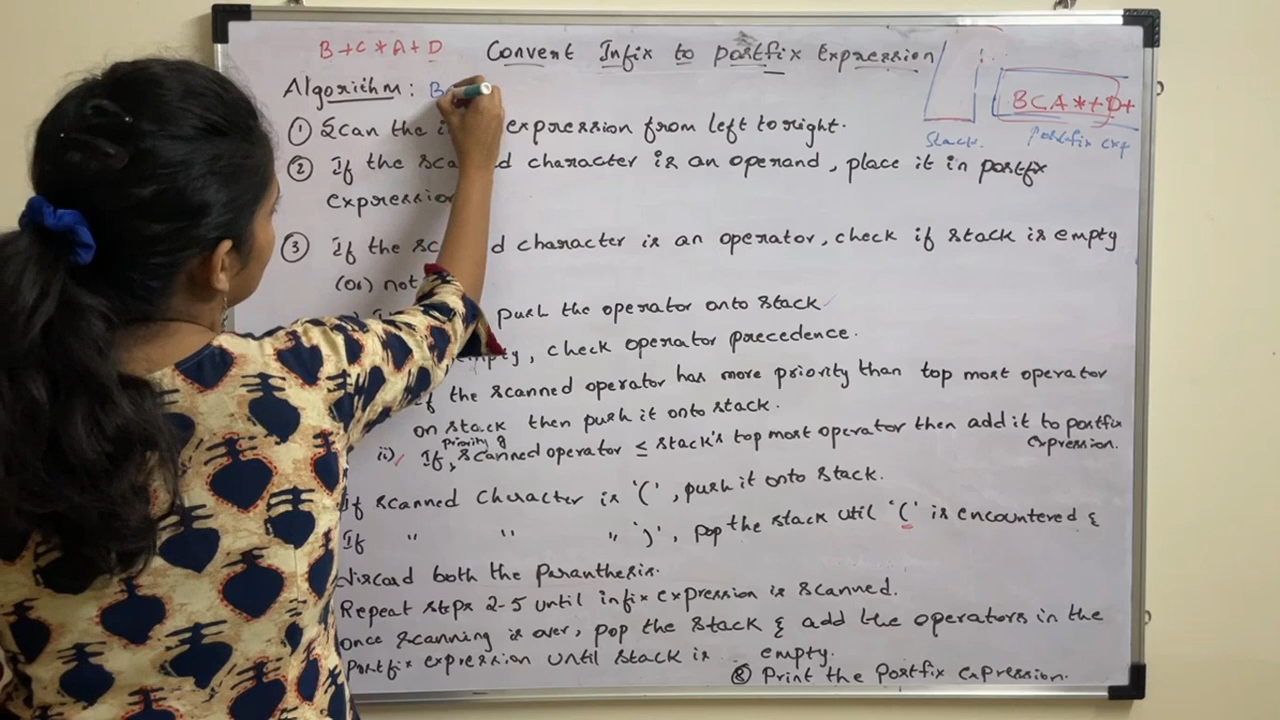 B+C*A+D
Convent Infix to postfix Expression
Algorithm: B
BCA*+D+
Stack.
Postfix exp
① Scan the expression from left to right.
② If the character is an operand, place it in postfix
expression
③ If the character is an operator, check if stack is empty
(or) not
push the operator onto stack
empty, check operator precedence.
If the scanned operator has more priority than top most operator
on stack then push it onto stack.
ii) If, Priority of scanned operator ≤ stack's top most operator then add it to postfix
expression.
If scanned character is '(', push it onto stack.
If " " " ')', pop the stack util '(' is encountered &
discard both the Paranthesis.
Repeat steps 2-5 until infix expression is scanned.
once scanning is over, pop the stack & add the operators in the
postfix expression until stack is empty.
⑧ Print the Postfix expression.